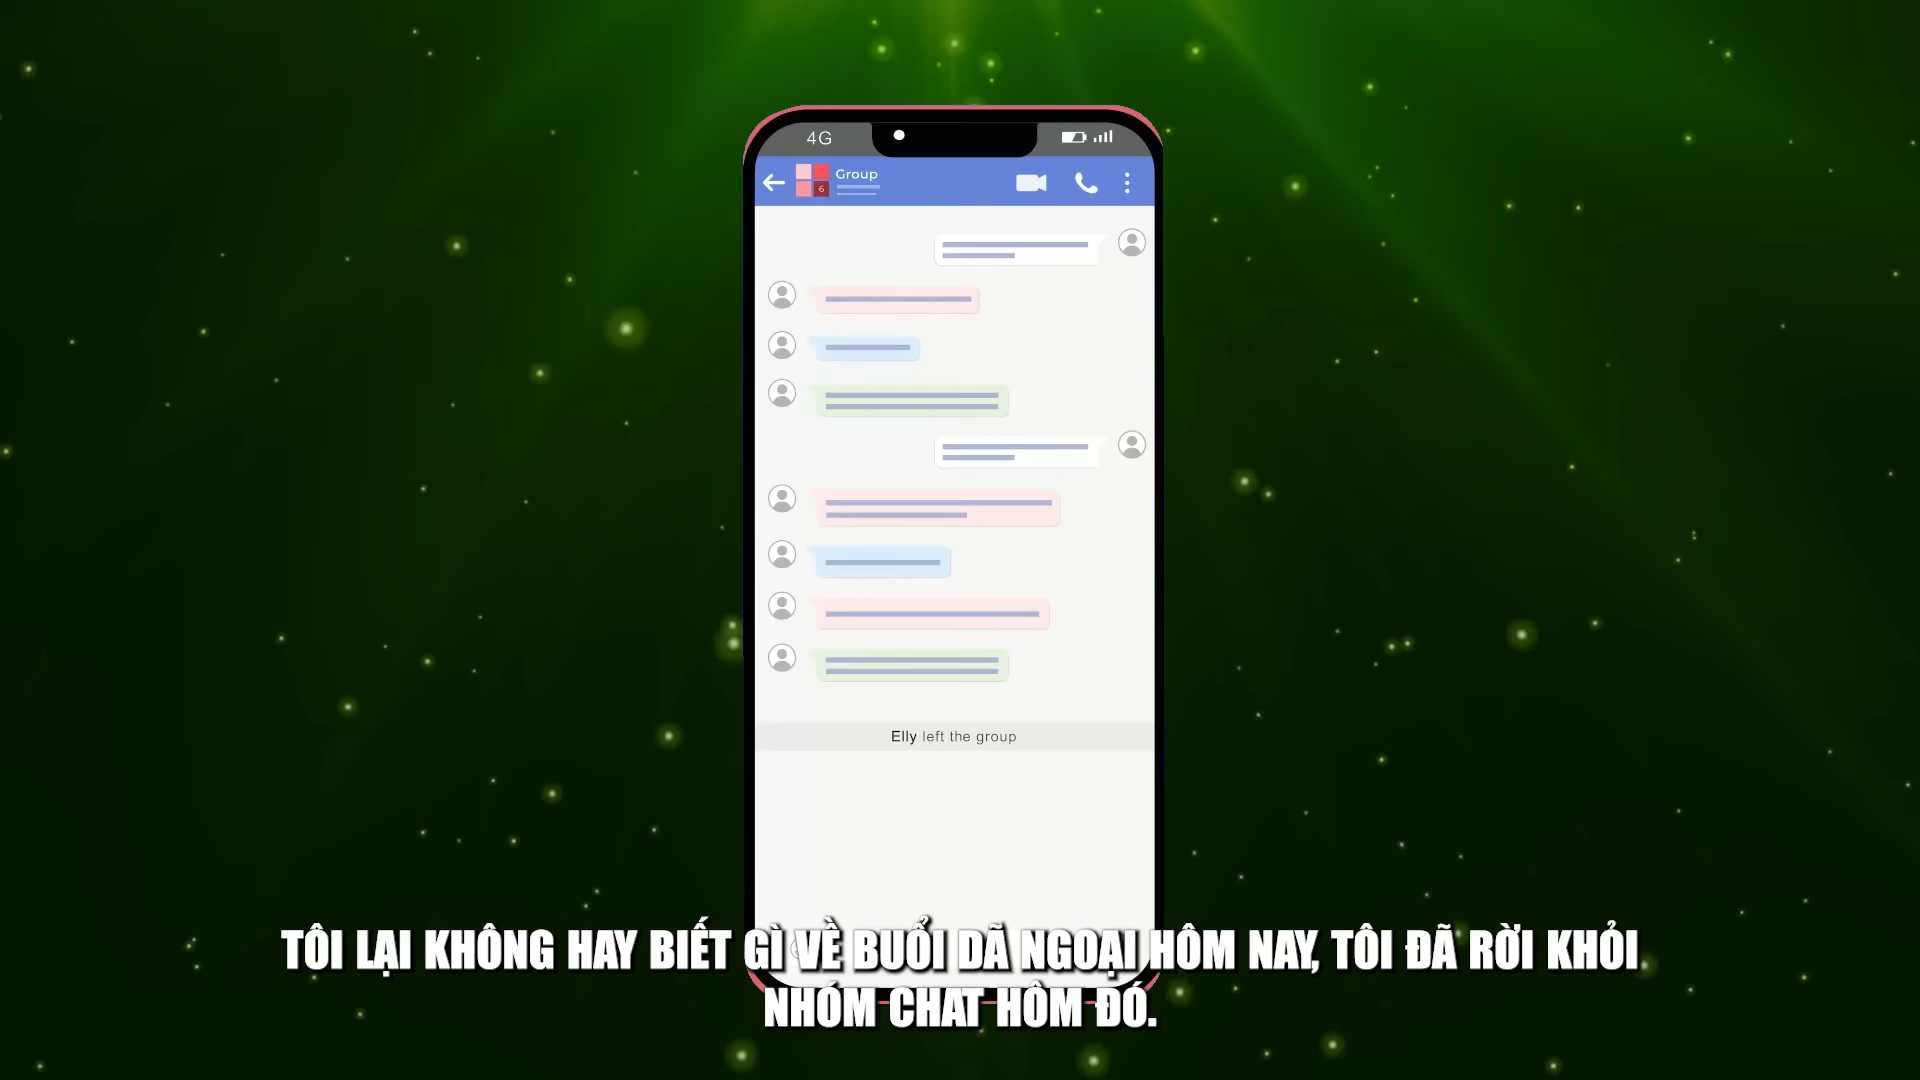 4G
Group
6
Elly left the group
TÔI LẠI KHÔNG HAY BIẾT GÌ VỀ BUỔI DÃ NGOẠI HÔM NAY, TÔI ĐÃ RỜI KHỎI
NHÓM CHAT HÔM ĐÓ.